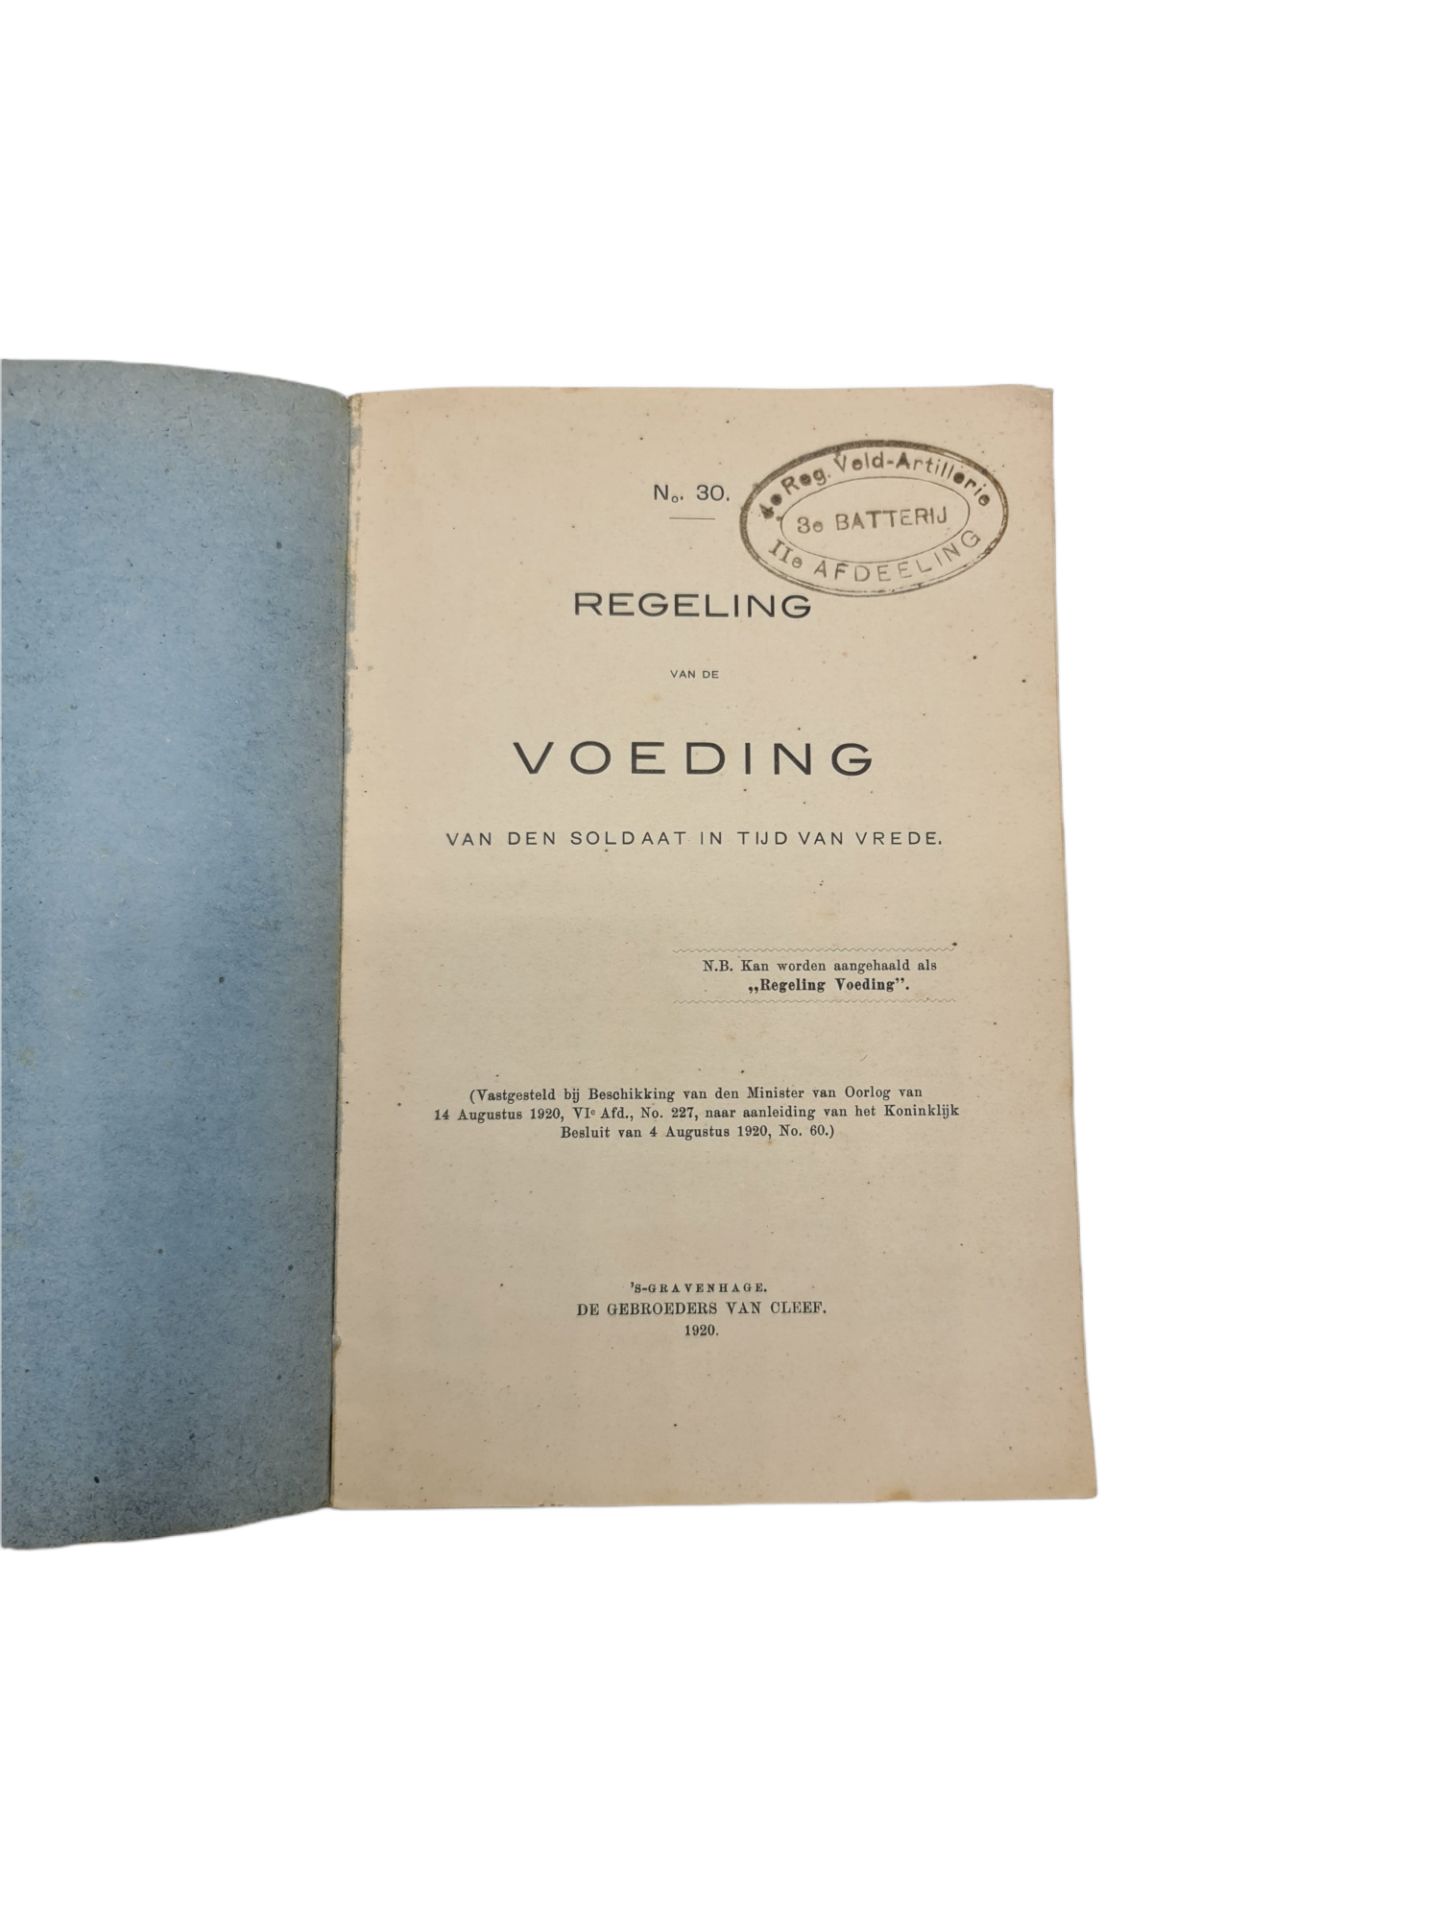 No. 30.
4e Reg. Veld-Artillerie
3e BATTERIJ
IIe AFDEELING
REGELING
VAN DE
VOEDING
VAN DEN SOLDAAT IN TIJD VAN VREDE.
N.B. Kan worden aangehaald als
„Regeling Voeding”.
(Vastgesteld bij Beschikking van den Minister van Oorlog van
14 Augustus 1920, VIe Afd., No. 227, naar aanleiding van het Koninklijk
Besluit van 4 Augustus 1920, No. 60.)
'S-GRAVENHAGE.
DE GEBROEDERS VAN CLEEF.
1920.